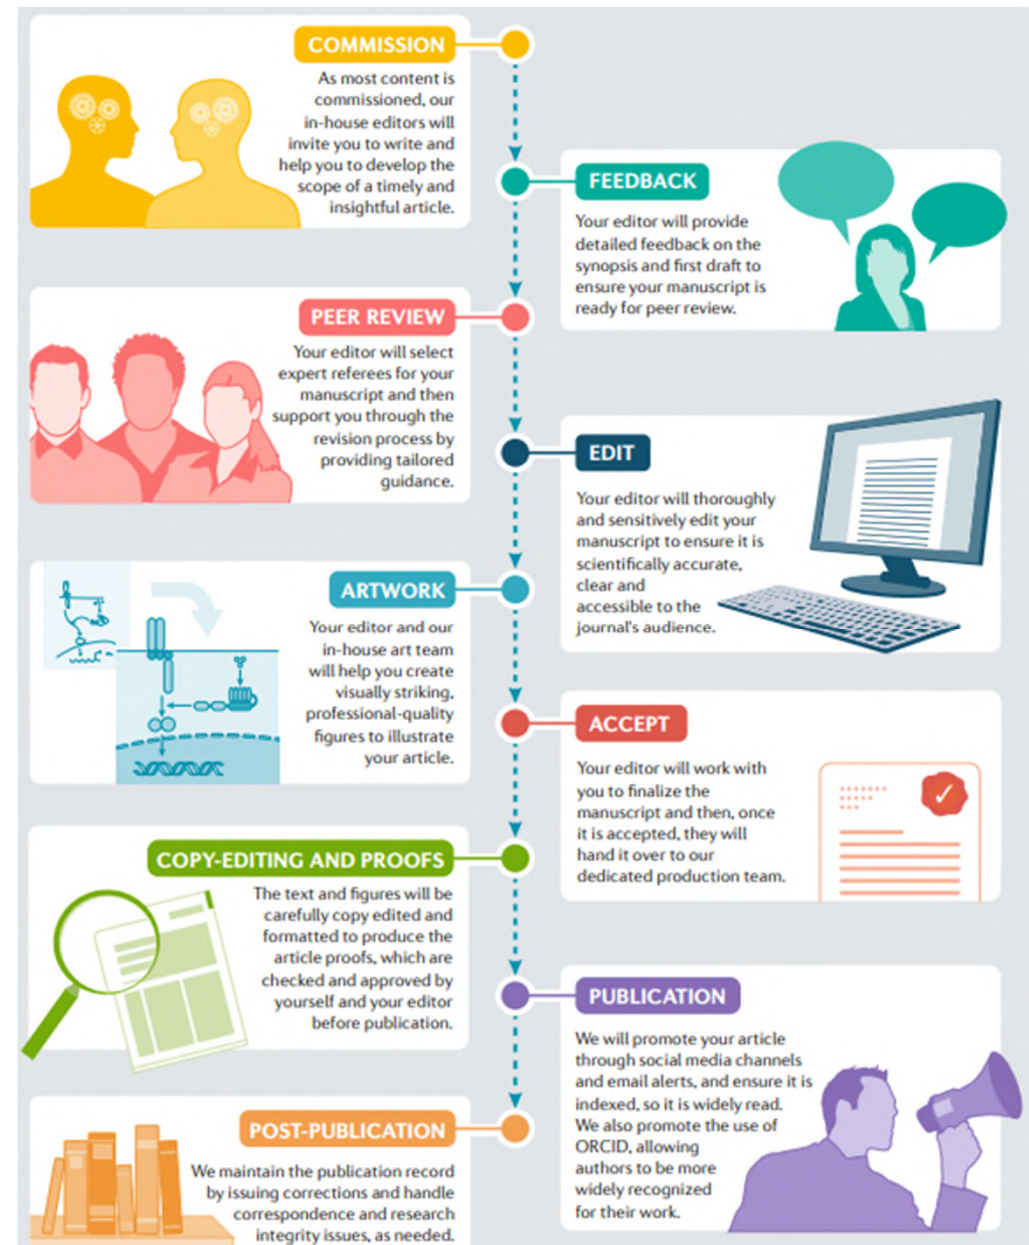 COMMISSION
As most content is
commissioned, our
in-house editors will
invite you to write and
help you to develop the
scope of a timely and
insightful article.
FEEDBACK
Your editor will provide
detailed feedback on the
synopsis and first draft to
ensure your manuscript is
ready for peer review.
PEER REVIEW
Your editor will select
expert referees for your
manuscript and then
support you through the
revision process by
providing tailored
guidance.
EDIT
Your editor will thoroughly
and sensitively edit your
manuscript to ensure it is
scientifically accurate,
clear and
accessible to the
journal's audience.
ARTWORK
Your editor and our
in-house art team
will help you create
visually striking,
professional-quality
figures to illustrate
your article.
ACCEPT
Your editor will work with
you to finalize the
manuscript and then, once
it is accepted, they will
hand it over to our
dedicated production team.
COPY-EDITING AND PROOFS
The text and figures will be
carefully copy edited and
formatted to produce the
article proofs, which are
checked and approved by
yourself and your editor
before publication.
PUBLICATION
We will promote your article
through social media channels
and email alerts, and ensure it is
indexed, so it is widely read.
We also promote the use of
ORCID, allowing
authors to be more
widely recognized
for their work.
POST-PUBLICATION
We maintain the publication record
by issuing corrections and handle
correspondence and research
integrity issues, as needed.